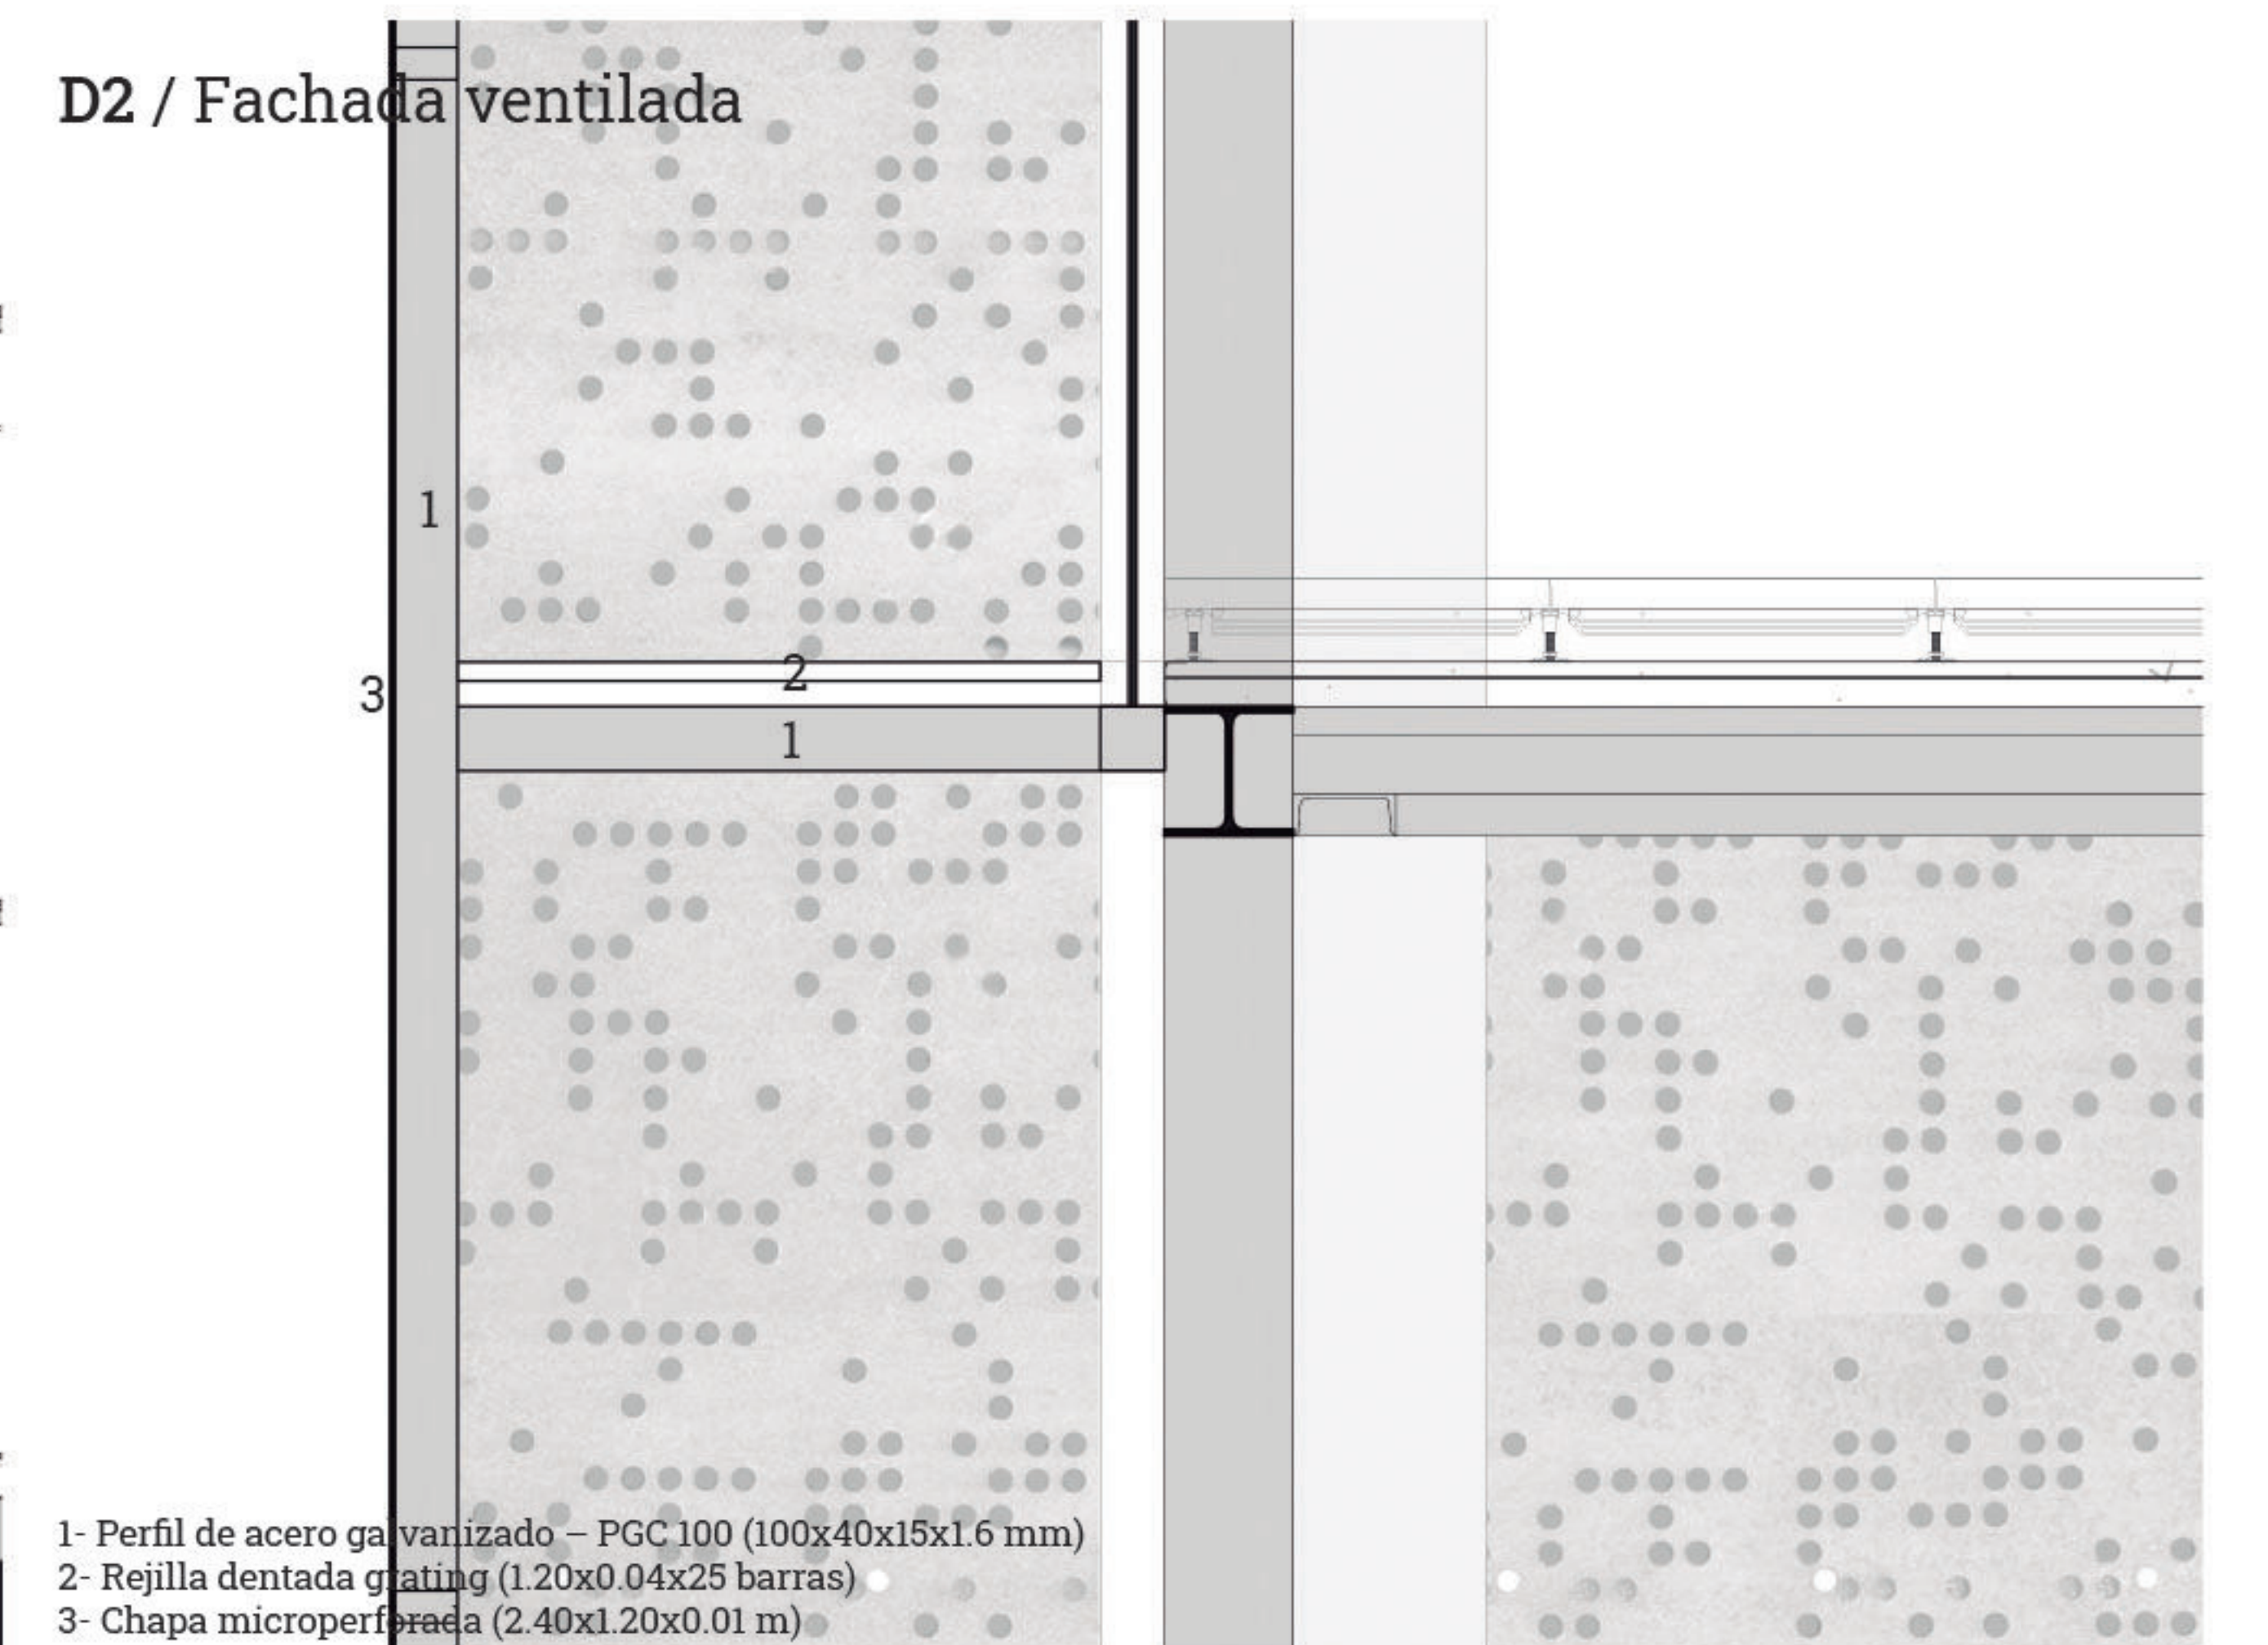 D2 / Fachada ventilada
1
2
3
1
1- Perfil de acero galvanizado – PGC 100 (100x40x15x1.6 mm)
2- Rejilla dentada grating (1.20x0.04x25 barras)
3- Chapa microperforada (2.40x1.20x0.01 m)